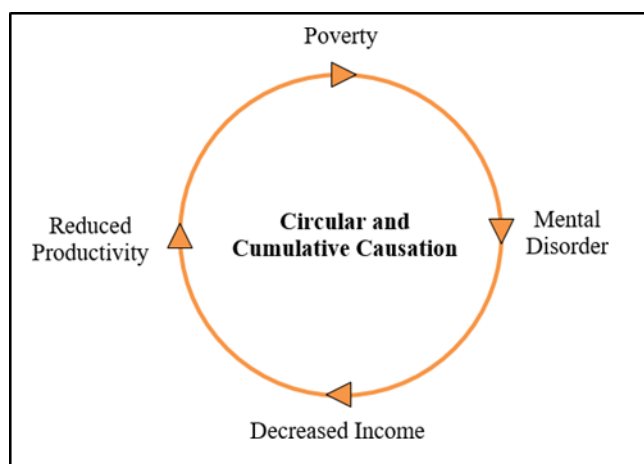 Poverty
Circular and
Cumulative Causation
Mental
Disorder
Reduced
Productivity
Decreased Income